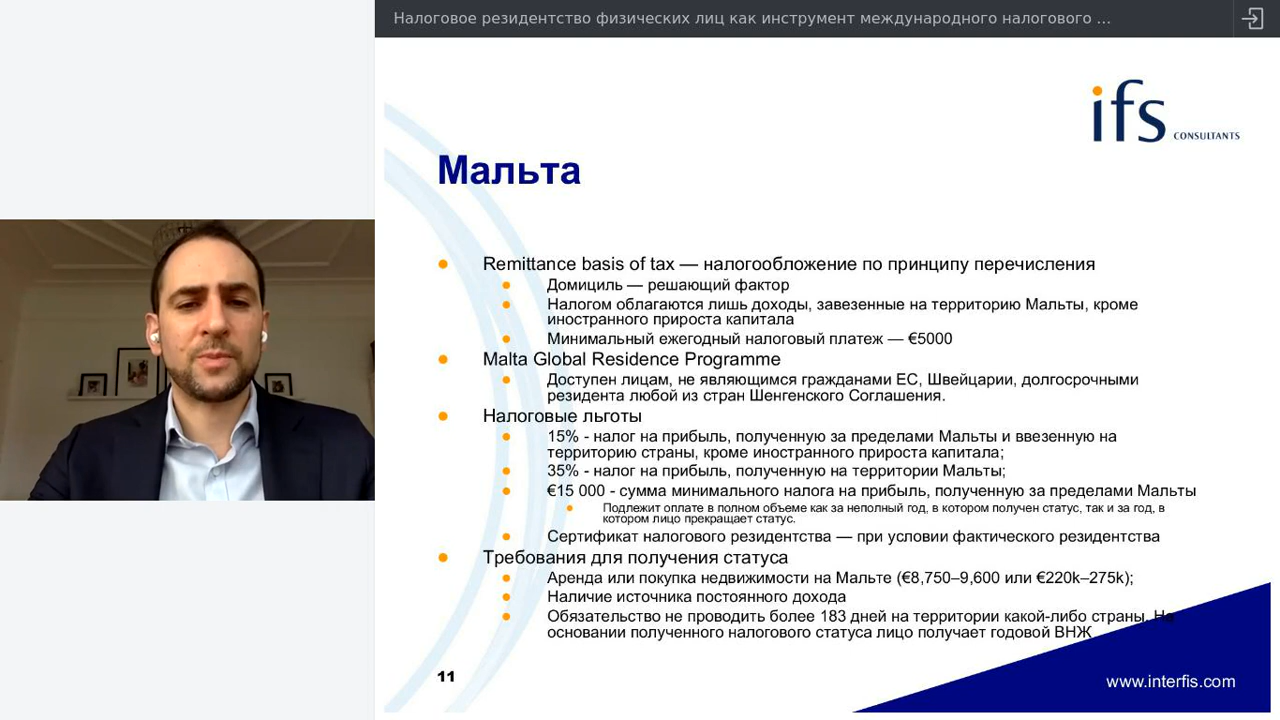 Налоговое резидентство физических лиц как инструмент международного налогового ...
ifs CONSULTANTS
Мальта
Remittance basis of tax — налогообложение по принципу перечисления
Домициль — решающий фактор
Налогом облагаются лишь доходы, завезенные на территорию Мальты, кроме
иностранного прироста капитала
Минимальный ежегодный налоговый платеж — €5000
Malta Global Residence Programme
Доступен лицам, не являющимся гражданами ЕС, Швейцарии, долгосрочными
резидента любой из стран Шенгенского Соглашения.
Налоговые льготы
15% - налог на прибыль, полученную за пределами Мальты и ввезенную на
территорию страны, кроме иностранного прироста капитала;
35% - налог на прибыль, полученную на территории Мальты;
€15 000 - сумма минимального налога на прибыль, полученную за пределами Мальты
Подлежит оплате в полном объеме как за неполный год, в котором получен статус, так и за год, в
котором лицо прекращает статус.
Сертификат налогового резидентства — при условии фактического резидентства
Требования для получения статуса
Аренда или покупка недвижимости на Мальте (€8,750–9,600 или €220k–275k);
Наличие источника постоянного дохода
Обязательство не проводить более 183 дней на территории какой-либо страны. На
основании полученного налогового статуса лицо получает годовой ВНЖ
11
www.interfis.com